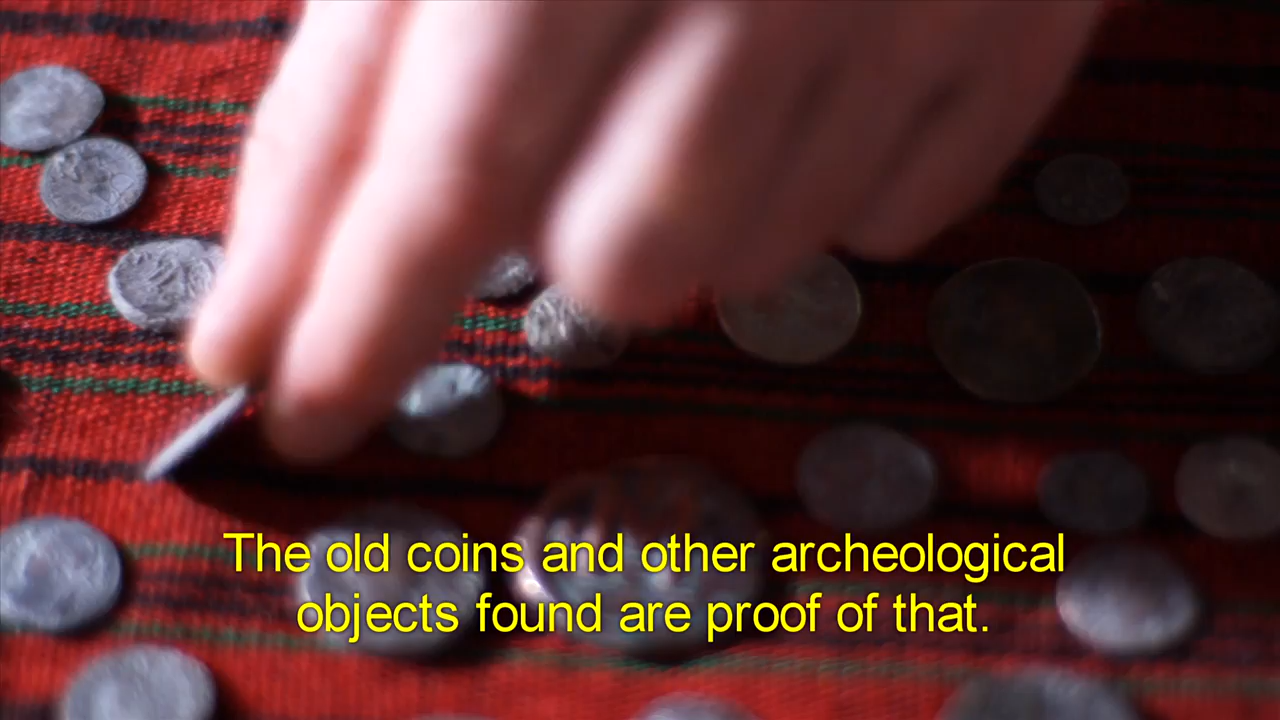 The old coins and other archeological
objects found are proof of that.